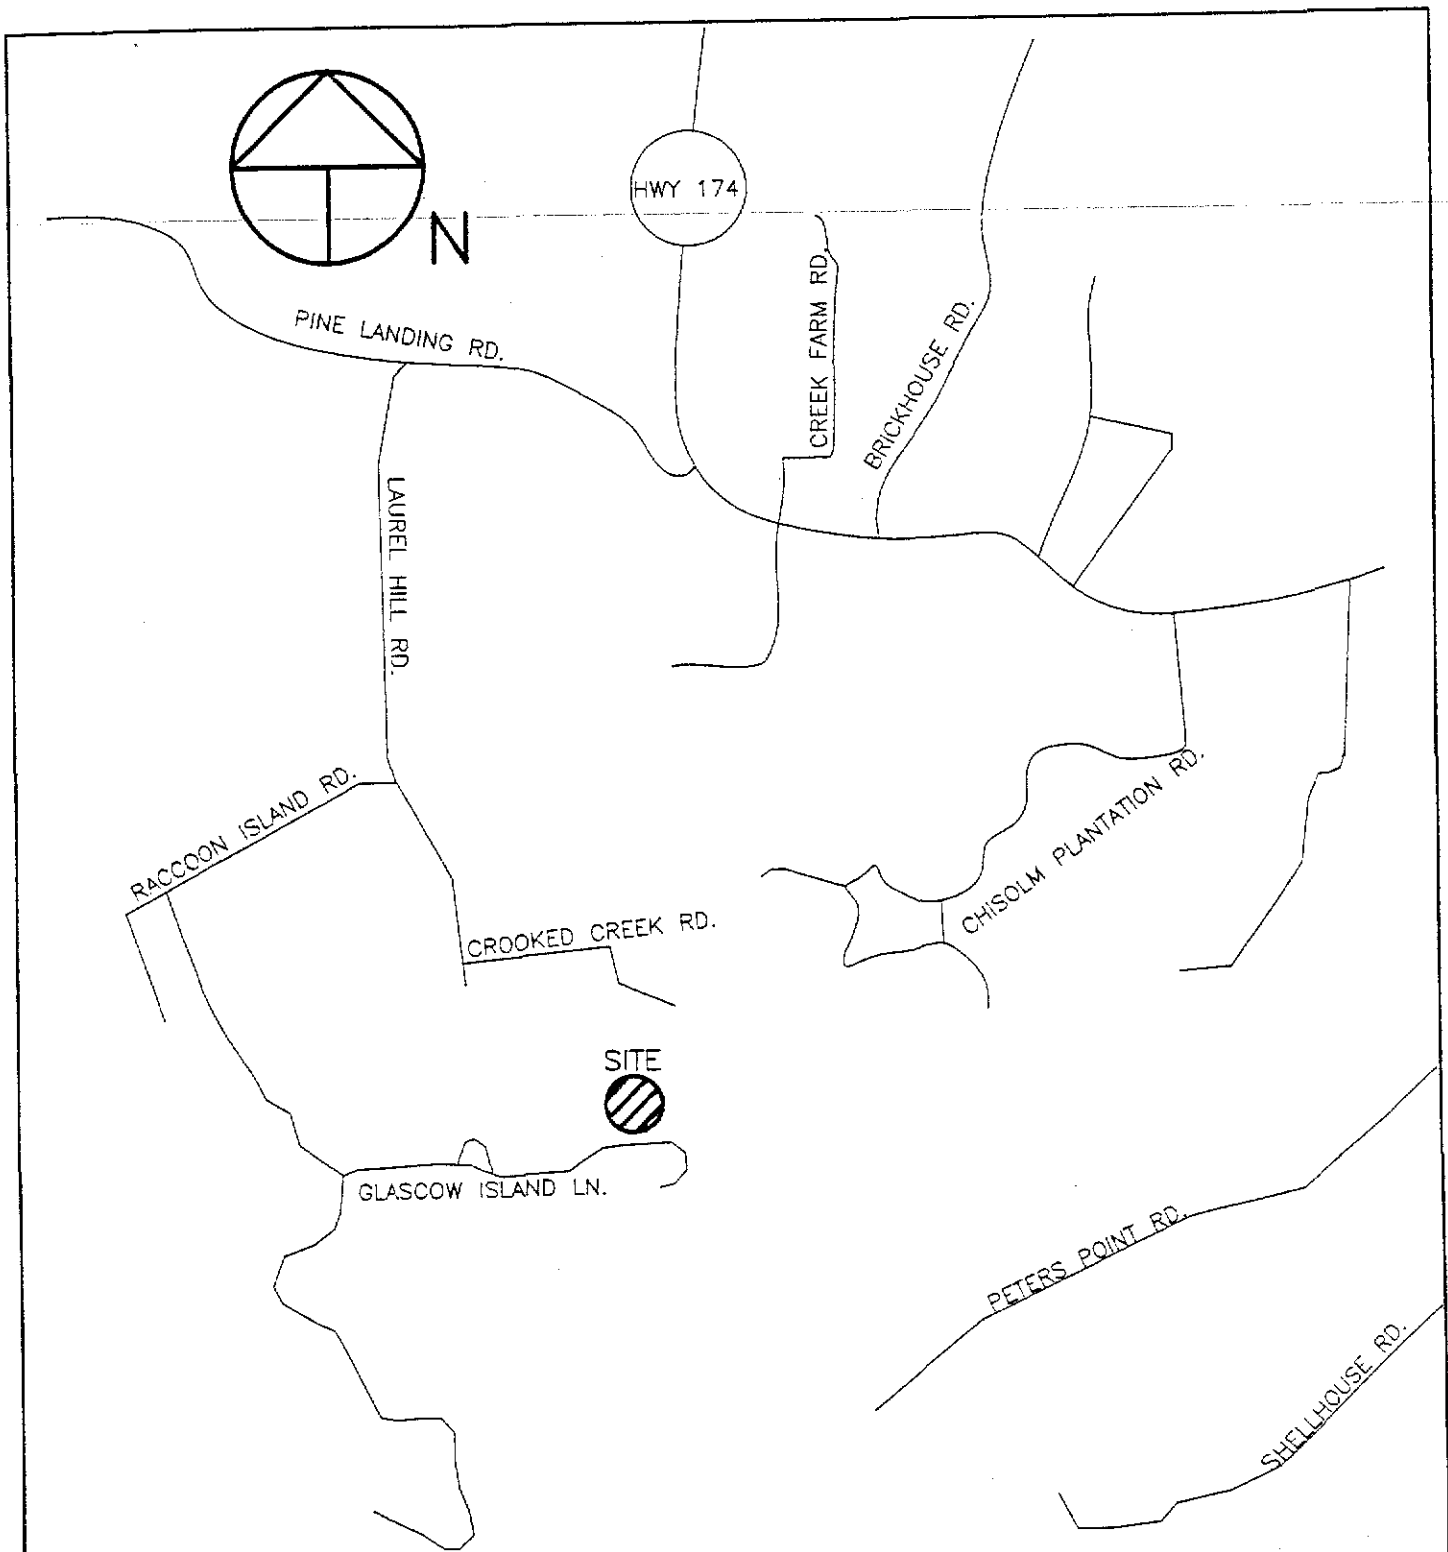 HWY 174
N
CREEK FARM RD.
PINE LANDING RD.
BRICKHOUSE RD.
LAUREL HILL RD.
RACCOON ISLAND RD.
CHISOLM PLANTATION RD.
CROOKED CREEK RD.
SITE
GLASCOW ISLAND LN.
PETERS POINT RD.
SHELLHOUSE RD.